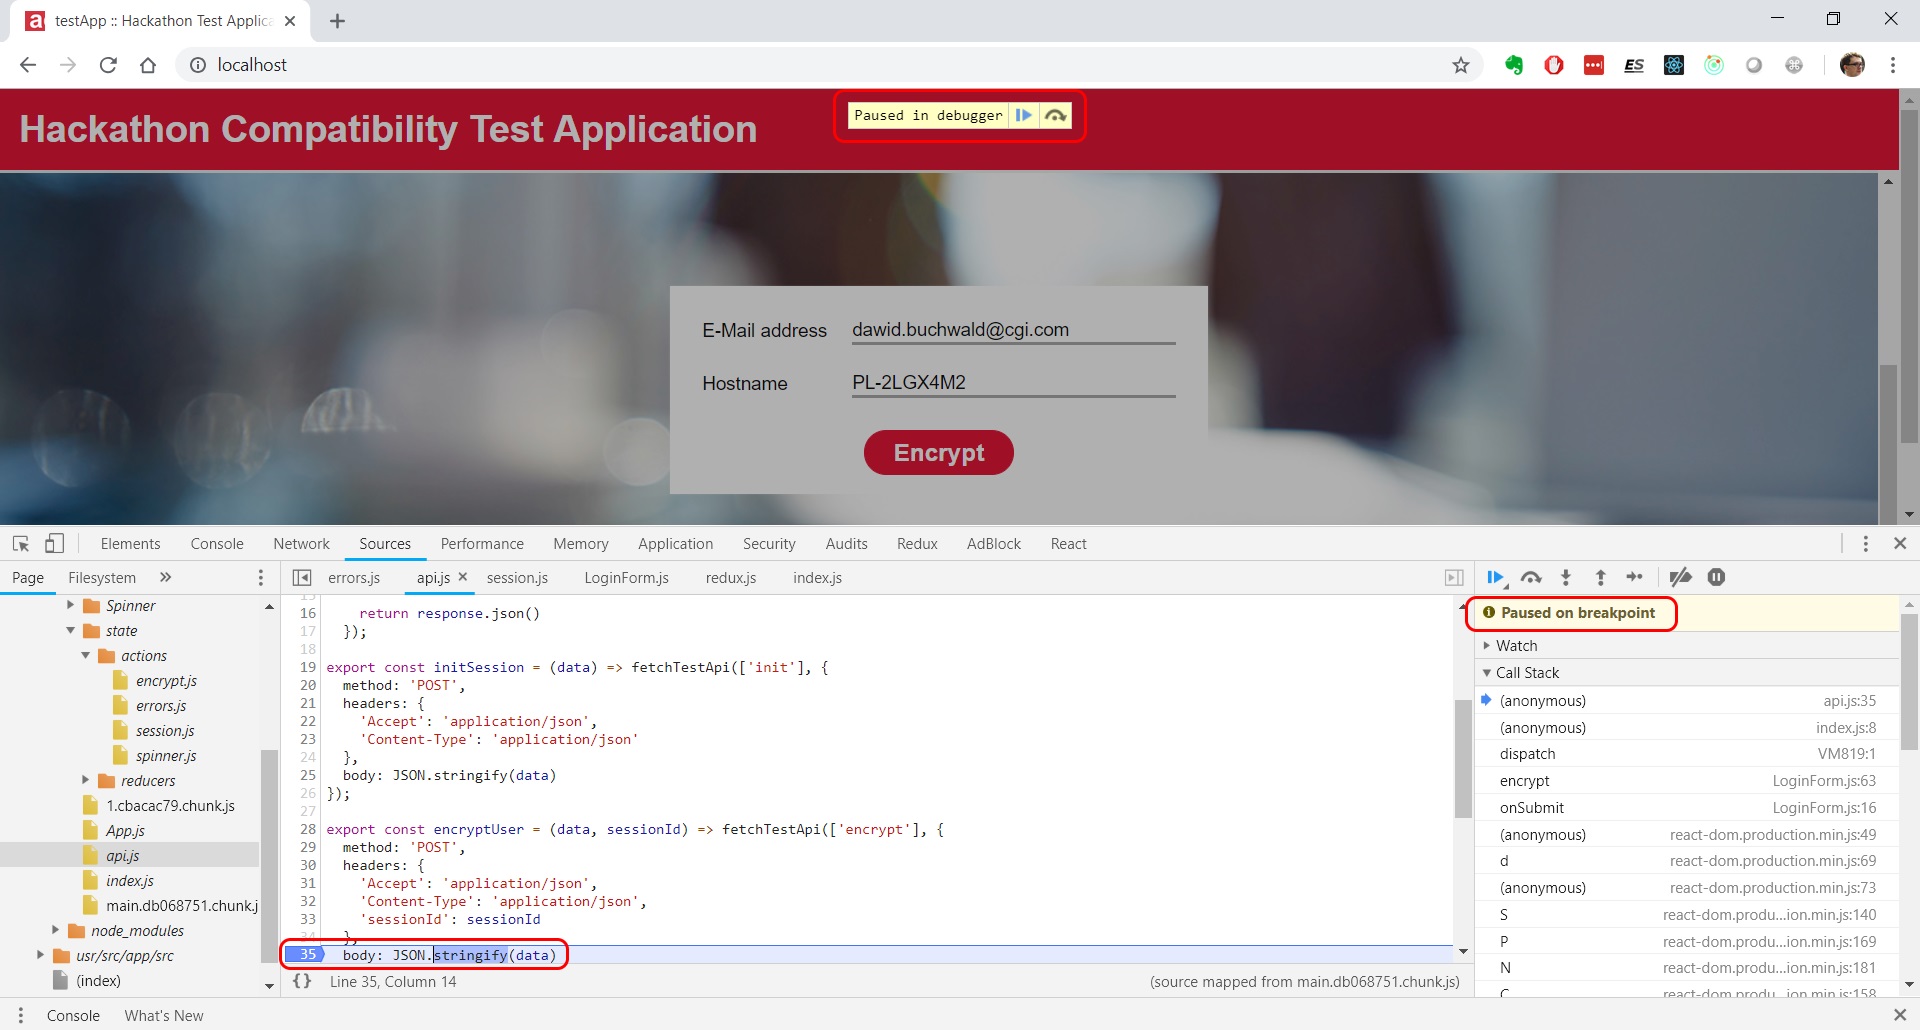 testApp :: Hackathon Test Applica
localhost
ES
Hackathon Compatibility Test Application
Paused in debugger
E-Mail address dawid.buchwald@cgi.com
Hostname PL-2LGX4M2
Encrypt
Elements Console Network Sources Performance Memory Application Security Audits Redux AdBlock React
Page Filesystem »
errors.js api.js session.js LoginForm.js redux.js index.js
Spinner
state
actions
encrypt.js
errors.js
session.js
spinner.js
reducers
1.cbacac79.chunk.js
App.js
api.js
index.js
main.db068751.chunk.j
node_modules
usr/src/app/src
(index)
15
16 return response.json()
17 });
18
19 export const initSession = (data) => fetchTestApi(['init'], {
20 method: 'POST',
21 headers: {
22 'Accept': 'application/json',
23 'Content-Type': 'application/json'
24 },
25 body: JSON.stringify(data)
26 });
27
28 export const encryptUser = (data, sessionId) => fetchTestApi(['encrypt'], {
29 method: 'POST',
30 headers: {
31 'Accept': 'application/json',
32 'Content-Type': 'application/json',
33 'sessionId': sessionId
34 },
35 body: JSON.stringify(data)
{} Line 35, Column 14 (source mapped from main.db068751.chunk.js)
Paused on breakpoint
Watch
Call Stack
(anonymous) api.js:35
(anonymous) index.js:8
dispatch VM819:1
encrypt LoginForm.js:63
onSubmit LoginForm.js:16
(anonymous) react-dom.production.min.js:49
d react-dom.production.min.js:69
(anonymous) react-dom.production.min.js:73
S react-dom.produ...ion.min.js:140
P react-dom.produ...ion.min.js:169
N react-dom.produ...ion.min.js:181
C react-dom.produ...ion.min.js:158
Console What's New